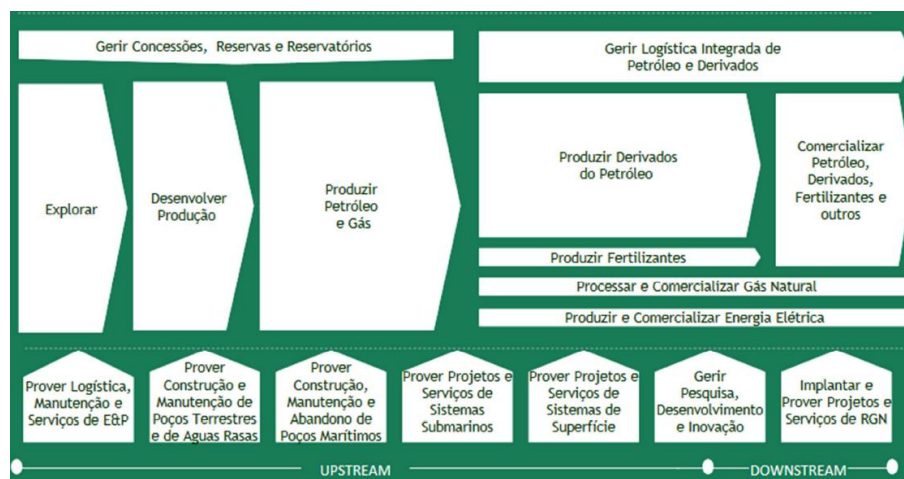 Gerir Concessões, Reservas e Reservatórios
Gerir Logística Integrada de
Petróleo e Derivados
Explorar
Desenvolver
Produção
Produzir
Petróleo
e Gás
Produzir Derivados
do Petróleo
Comercializar
Petróleo,
Derivados,
Fertilizantes e
outros
Produzir Fertilizantes
Processar e Comercializar Gás Natural
Produzir e Comercializar Energia Elétrica
Prover Logística,
Manutenção e
Serviços de E&P
Prover
Construção e
Manutenção de
Poços Terrestres
e de Aguas Rasas
Prover
Construção,
Manutenção e
Abandono de
Poços Marítimos
Prover Projetos e
Serviços de
Sistemas
Submarinos
Prover Projetos e
Serviços de
Sistemas de
Superfície
Gerir
Pesquisa,
Desenvolvimento
e Inovação
Implantar e
Prover Projetos e
Serviços de RGN
UPSTREAM
DOWNSTREAM